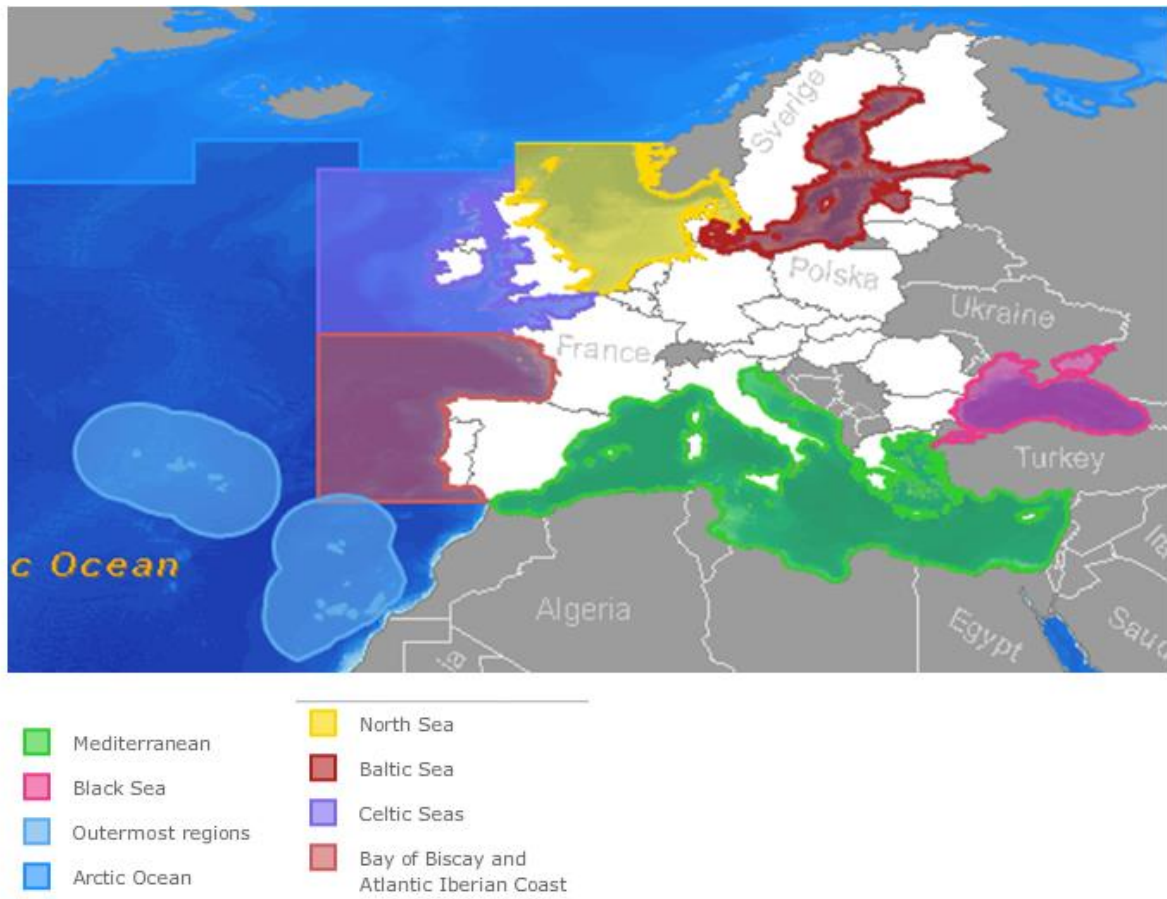 Sverige
Polska
Ukraine
France
Turkey
c Ocean
Algeria
Egypt
Saud
Mediterranean
Black Sea
Outermost regions
Arctic Ocean
North Sea
Baltic Sea
Celtic Seas
Bay of Biscay and
Atlantic Iberian Coast